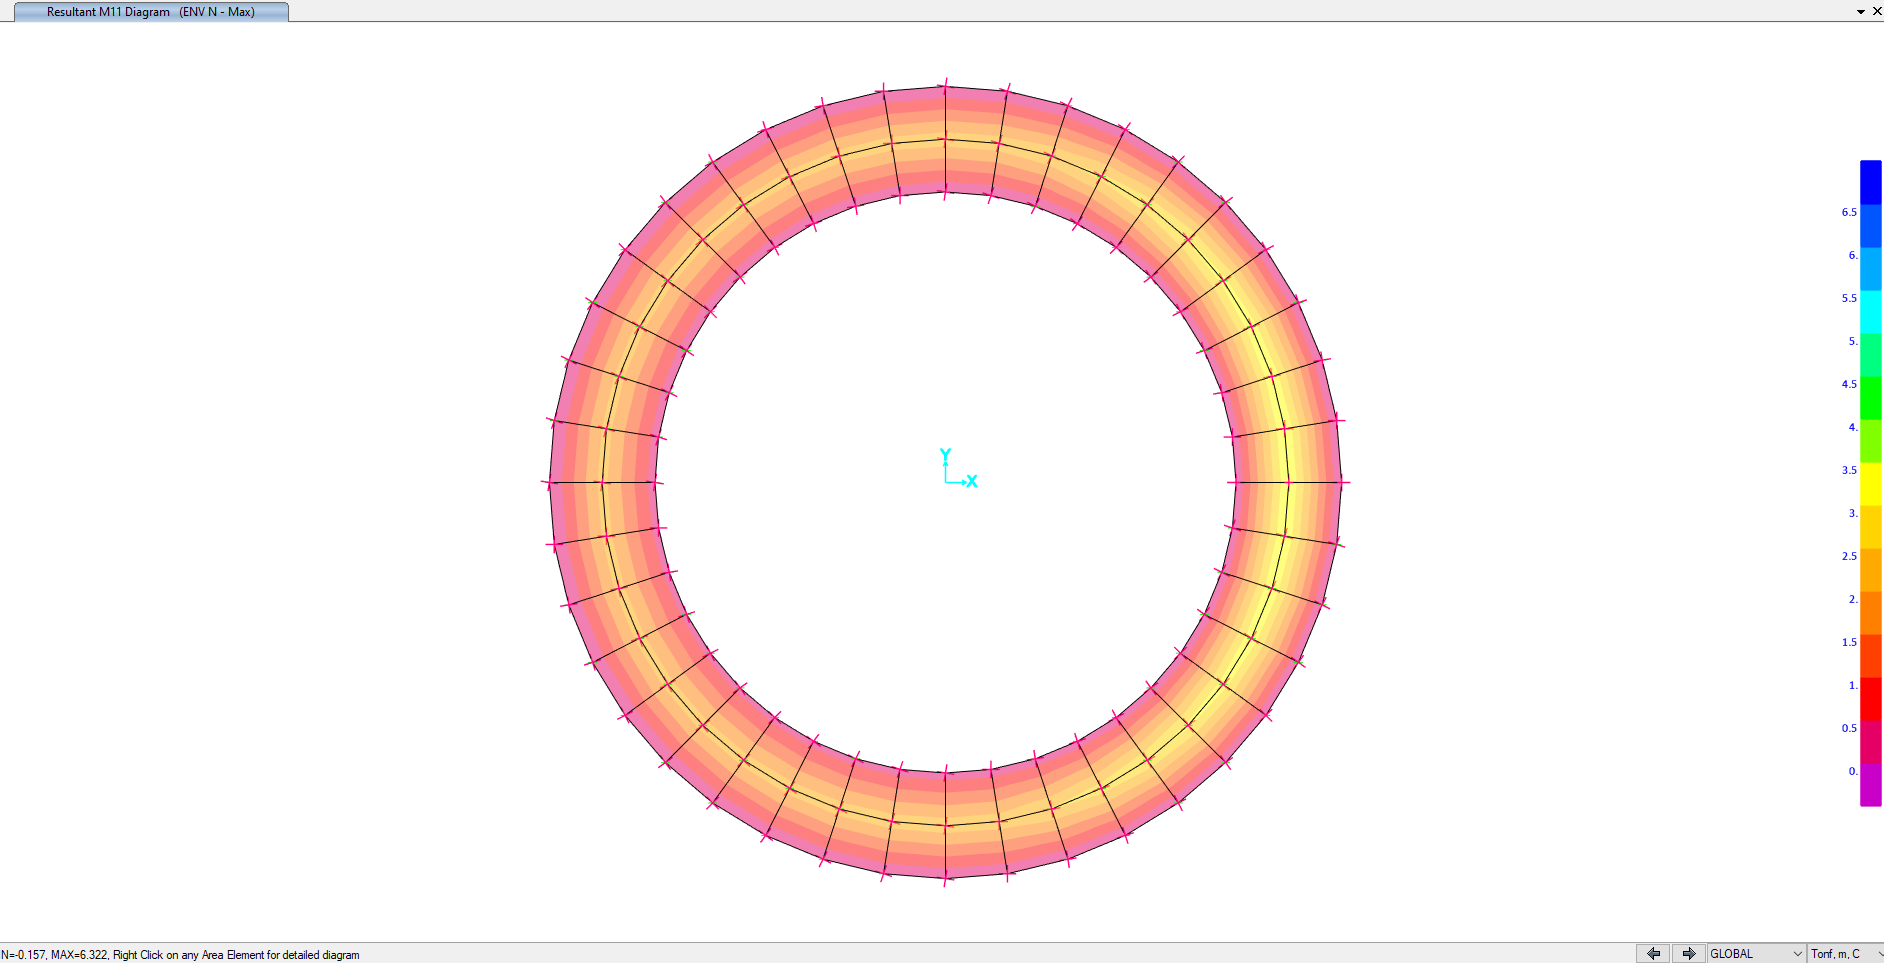 Resultant M11 Diagram (ENV N - Max)
Y
X
6.5
6.
5.5
5.
4.5
4.
3.5
3.
2.5
2.
1.5
1.
0.5
0.
N=-0.157, MAX=6.322, Right Click on any Area Element for detailed diagram
GLOBAL
Tonf, m, C